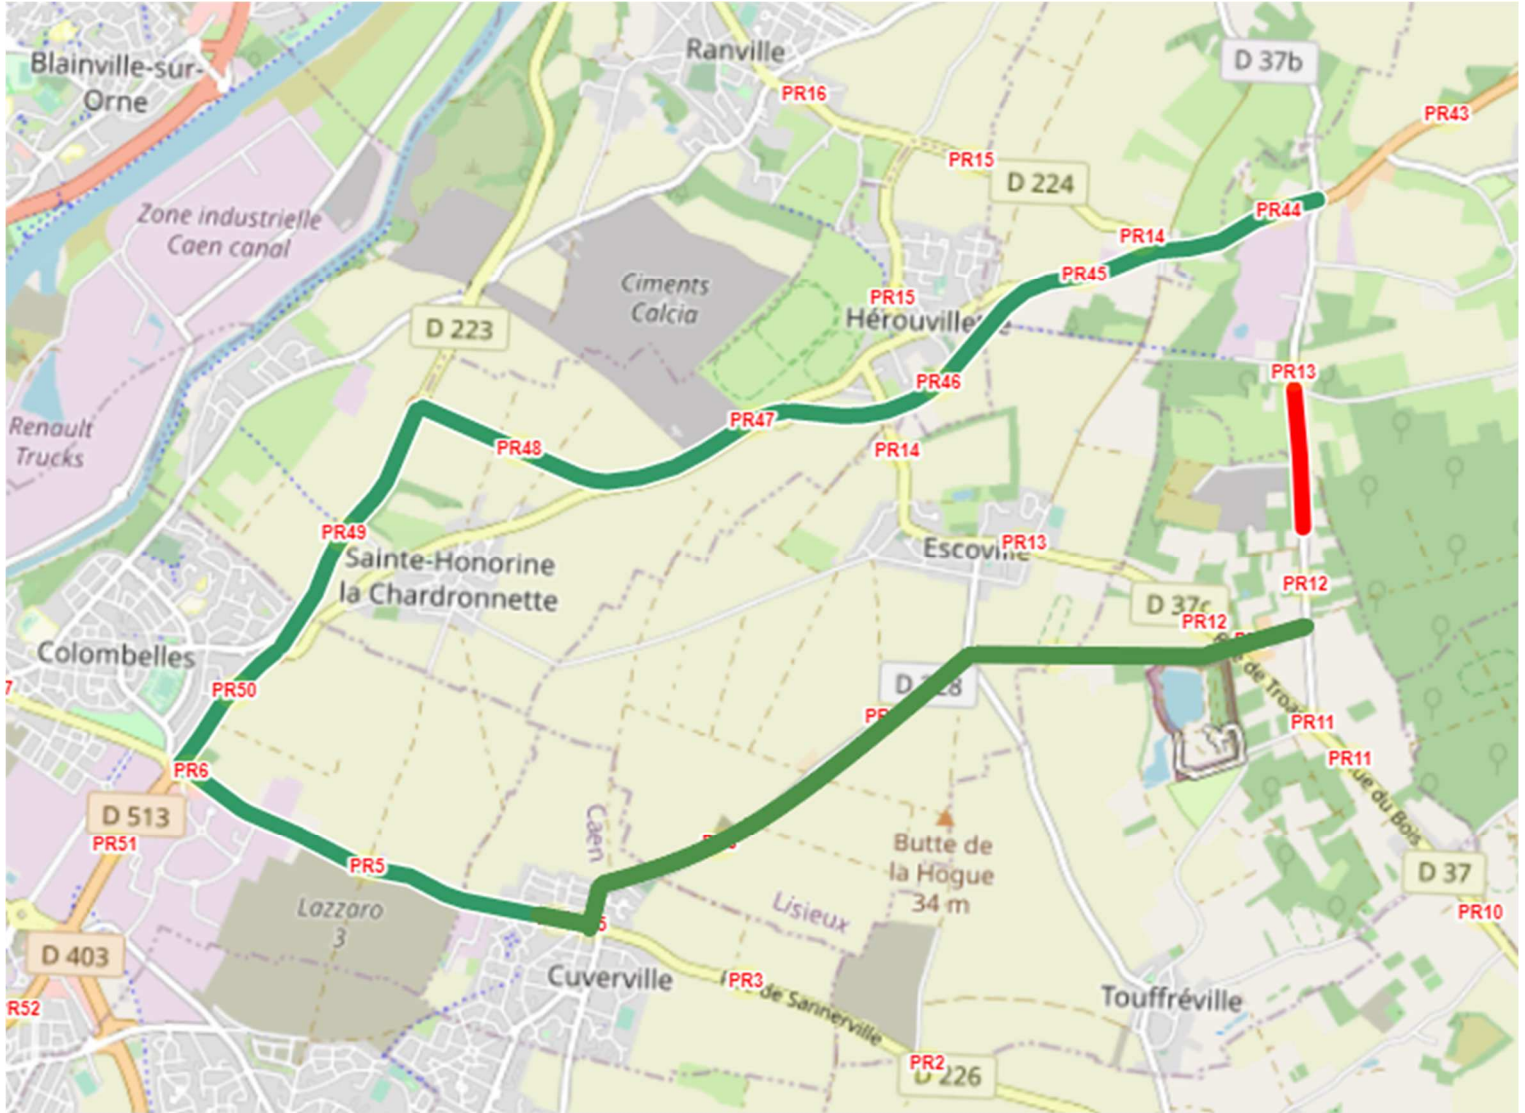 Blainville-sur-
Orne
Ranville
D 37b
PR16
PR43
PR15
D 224
Zone industrielle
Caen canal
PR44
PR14
PR45
Ciments
Calcia
PR15
D 223
PR13
PR46
Renault
Trucks
PR48
PR47
PR14
PR49
Sainte-Honorine
la Chardronnette
Escoville
PR13
PR12
D 37c
PR12
Colombelles
PR50
PR11
PR11
PR6
D 513
PR51
Caen
PR5
Butte de
la Hogue
34 m
D 37
Lazzaro
3
Lisieux
PR10
D 403
Cuverville
PR3
de Sannerville
Touffréville
PR2
D 226